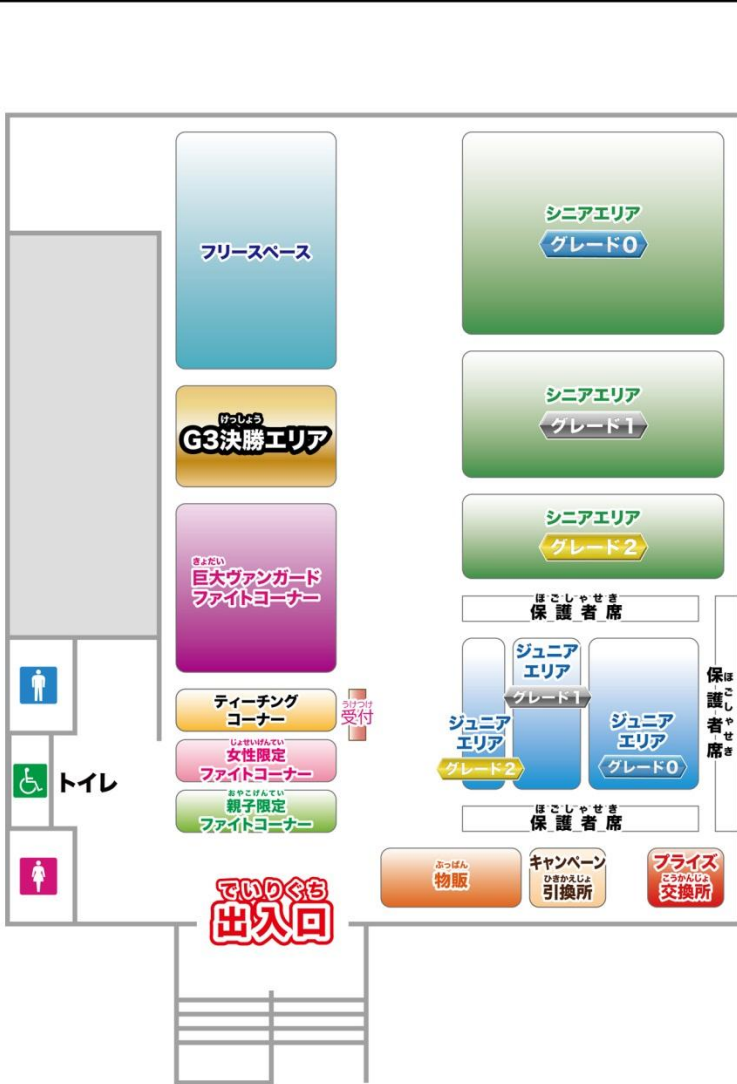 フリースペース
けっしょう
G3決勝エリア
きょだい
巨大ヴァンガード
ファイトコーナー
ティーチング
コーナー
うけつけ
受付
じょせいげんてい
女性限定
ファイトコーナー
おやこげんてい
親子限定
ファイトコーナー
トイレ
でいりぐち
出入口
シニアエリア
グレード0
シニアエリア
グレード1
シニアエリア
グレード2
ほごしゃせき
保護者席
ジュニア
エリア
グレード2
ジュニア
エリア
グレード1
ジュニア
エリア
グレード0
ほごしゃせき
保護者席
ほごしゃせき
保護者席
ぶっぱん
物販
キャンペーン
ひきかえじょ
引換所
プライズ
こうかんじょ
交換所